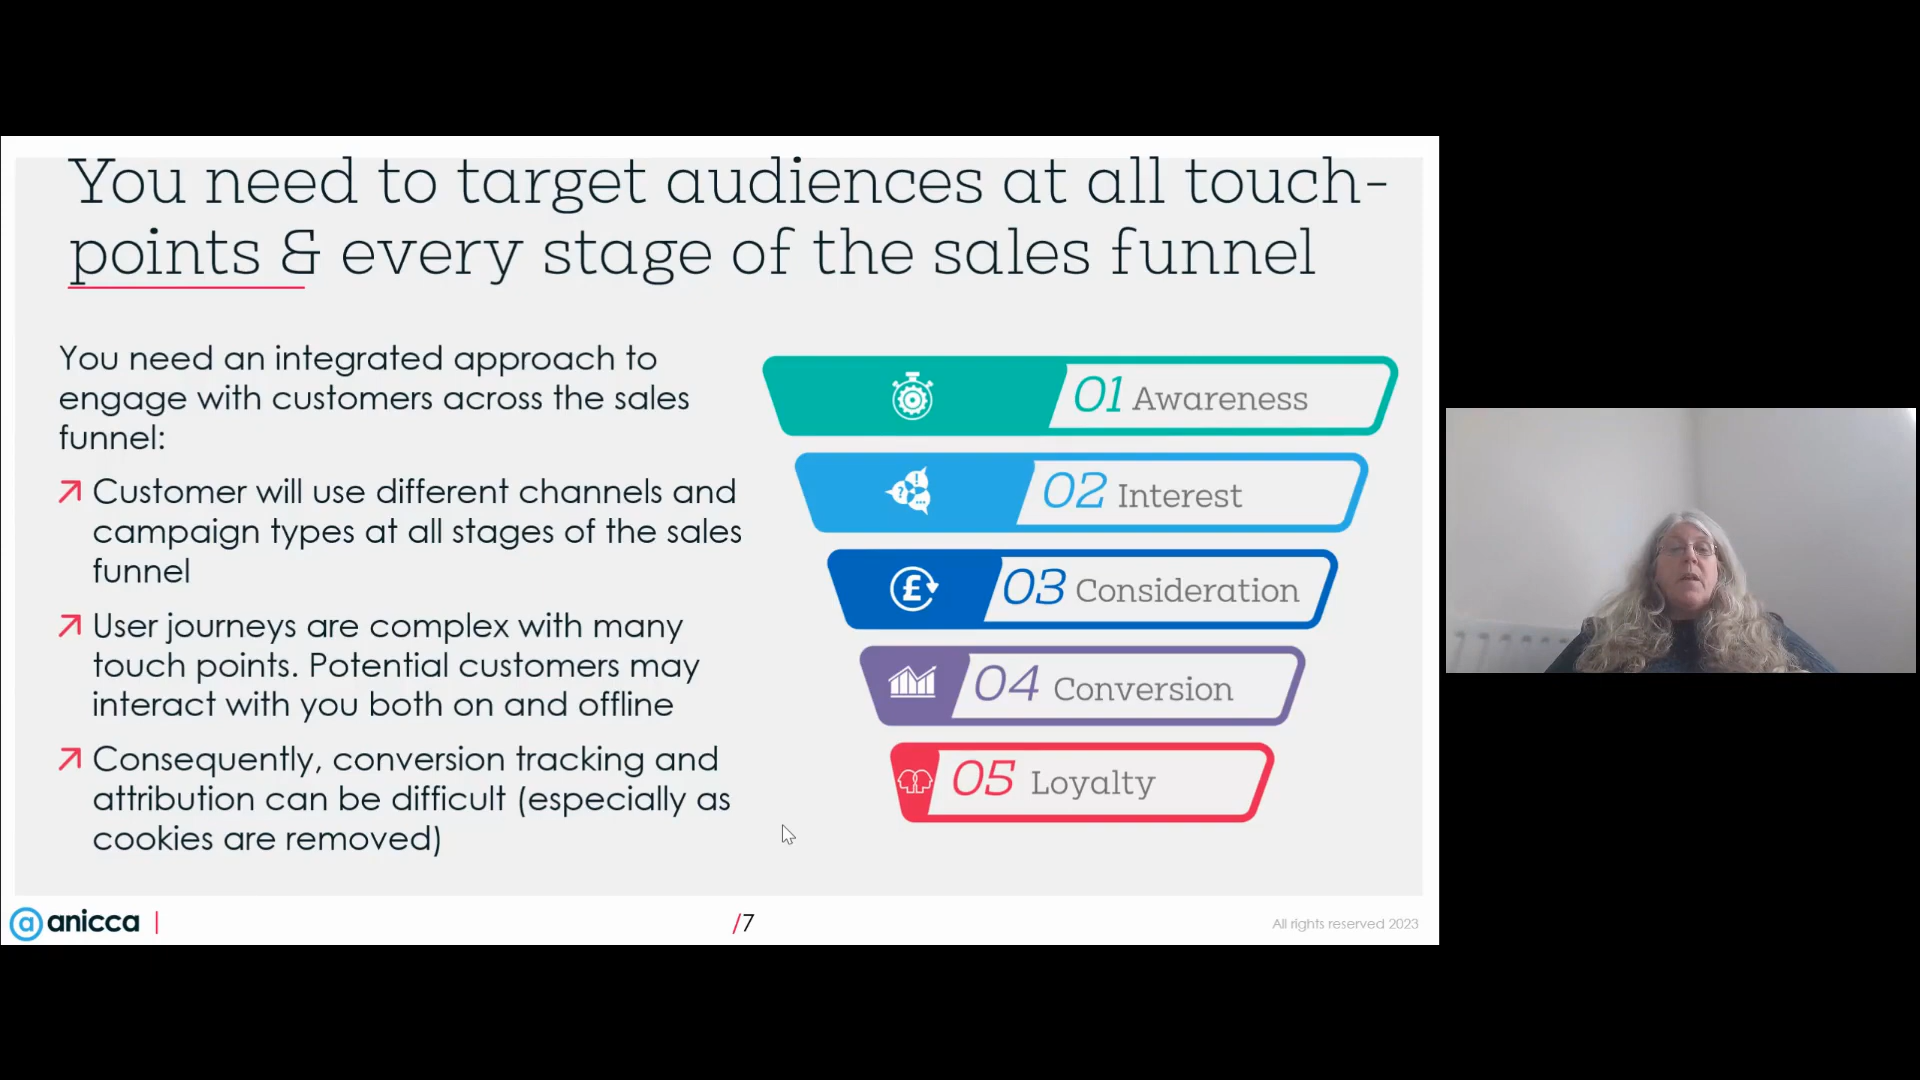 You need to target audiences at all touch-
points & every stage of the sales funnel
You need an integrated approach to
engage with customers across the sales
funnel:
Customer will use different channels and
campaign types at all stages of the sales
funnel
User journeys are complex with many
touch points. Potential customers may
interact with you both on and offline
Consequently, conversion tracking and
attribution can be difficult (especially as
cookies are removed)
01 Awareness
02 Interest
£
03 Consideration
04 Conversion
05 Loyalty
@ anicca |
/7
All rights reserved 2023